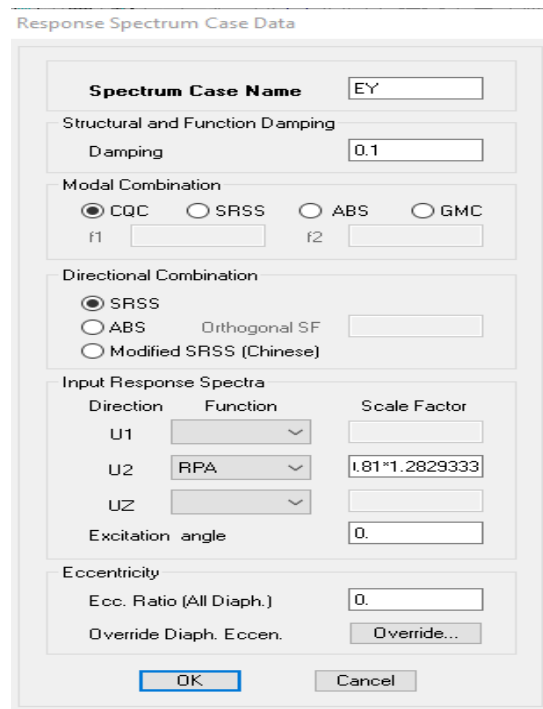 Response Spectrum Case Data
Spectrum Case Name EY
Structural and Function Damping
Damping 0.1
Modal Combination
CQC SRSS ABS GMC
f1 f2
Directional Combination
SRSS
ABS Orthogonal SF
Modified SRSS (Chinese)
Input Response Spectra
Direction Function Scale Factor
U1
U2 RPA .81*1.2829333
UZ
Excitation angle 0.
Eccentricity
Ecc. Ratio (All Diaph.) 0.
Override Diaph. Eccen. Override...
OK Cancel